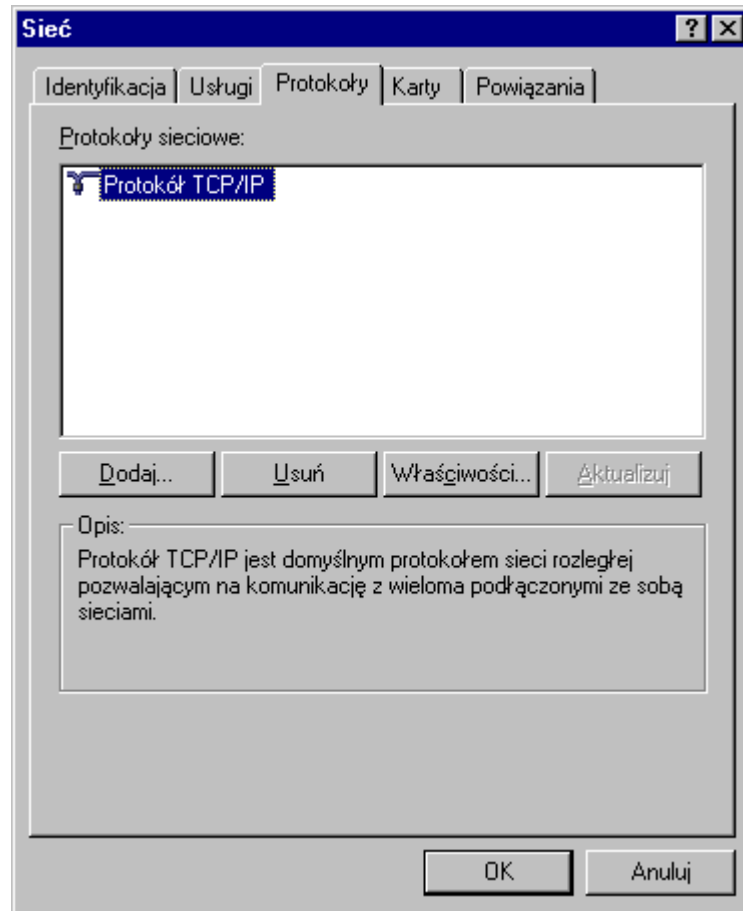 Sieć
Identyfikacja Usługi Protokoły Karty Powiązania
Protokoły sieciowe:
Protokół TCP/IP
Dodaj... Usuń Właściwości... Aktualizuj
Opis:
Protokół TCP/IP jest domyślnym protokołem sieci rozległej
pozwalającym na komunikację z wieloma podłączonymi ze sobą
sieciami.
OK Anuluj